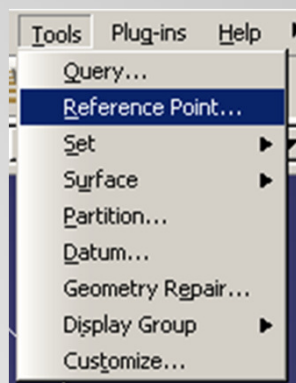 Tools Plug-ins Help
Query...
Reference Point...
Set
Surface
Partition...
Datum...
Geometry Repair...
Display Group
Customize...